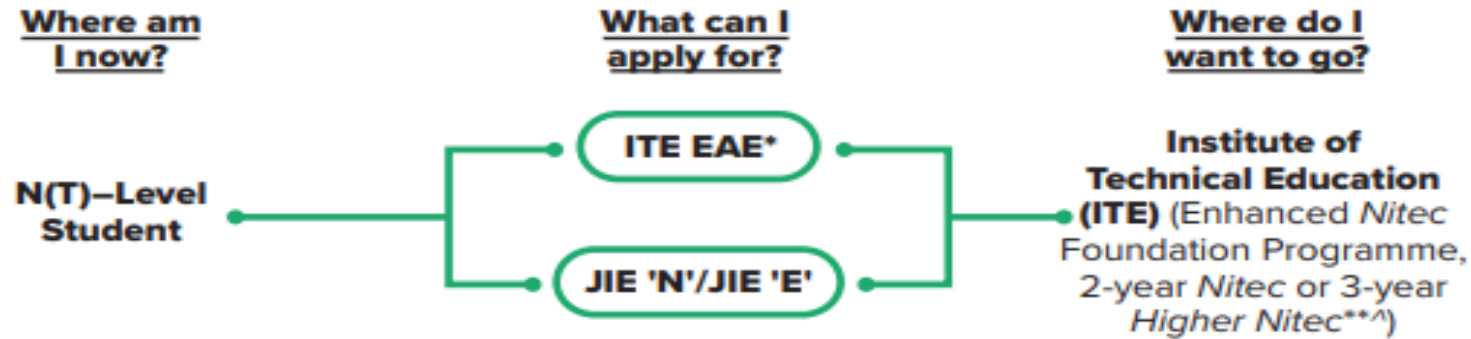 Where am
I now?
What can I
apply for?
Where do I
want to go?
N(T)–Level
Student
ITE EAE*
JIE 'N'/JIE 'E'
Institute of
Technical Education
(ITE) (Enhanced Nitec
Foundation Programme,
2-year Nitec or 3-year
Higher Nitec**^)